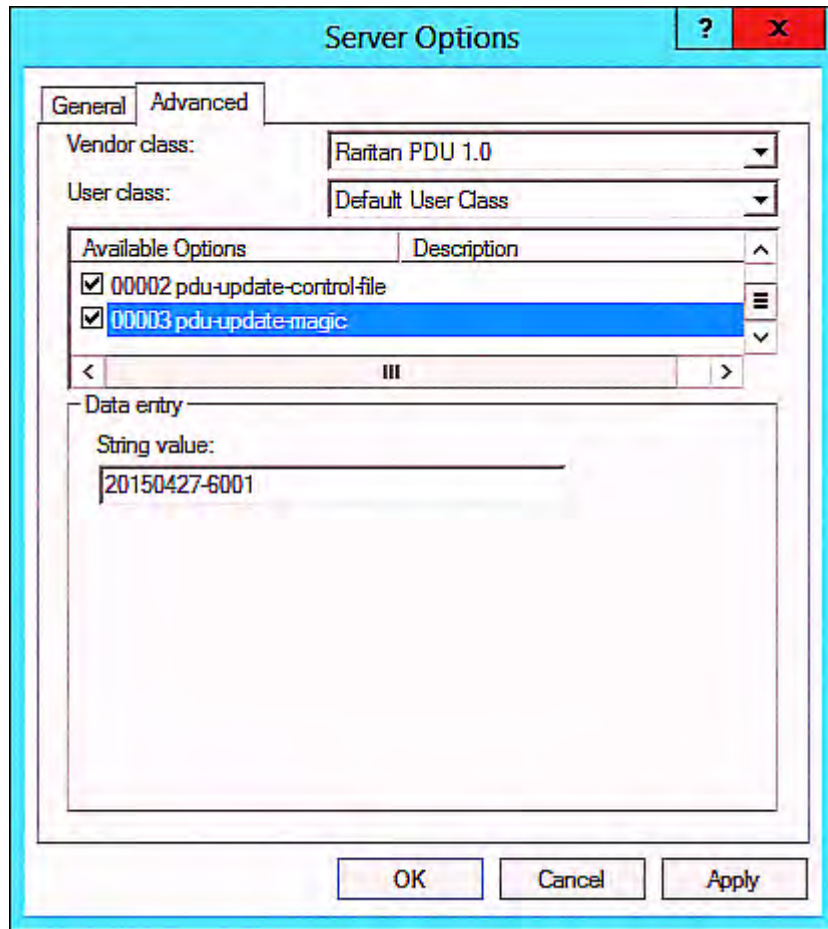 Server Options
?
x
General
Advanced
Vendor class:
Raritan PDU 1.0
User class:
Default User Class
Available Options
Description
00002 pdu-update-control-file
00003 pdu-update-magic
Data entry
String value:
20150427-6001
OK
Cancel
Apply